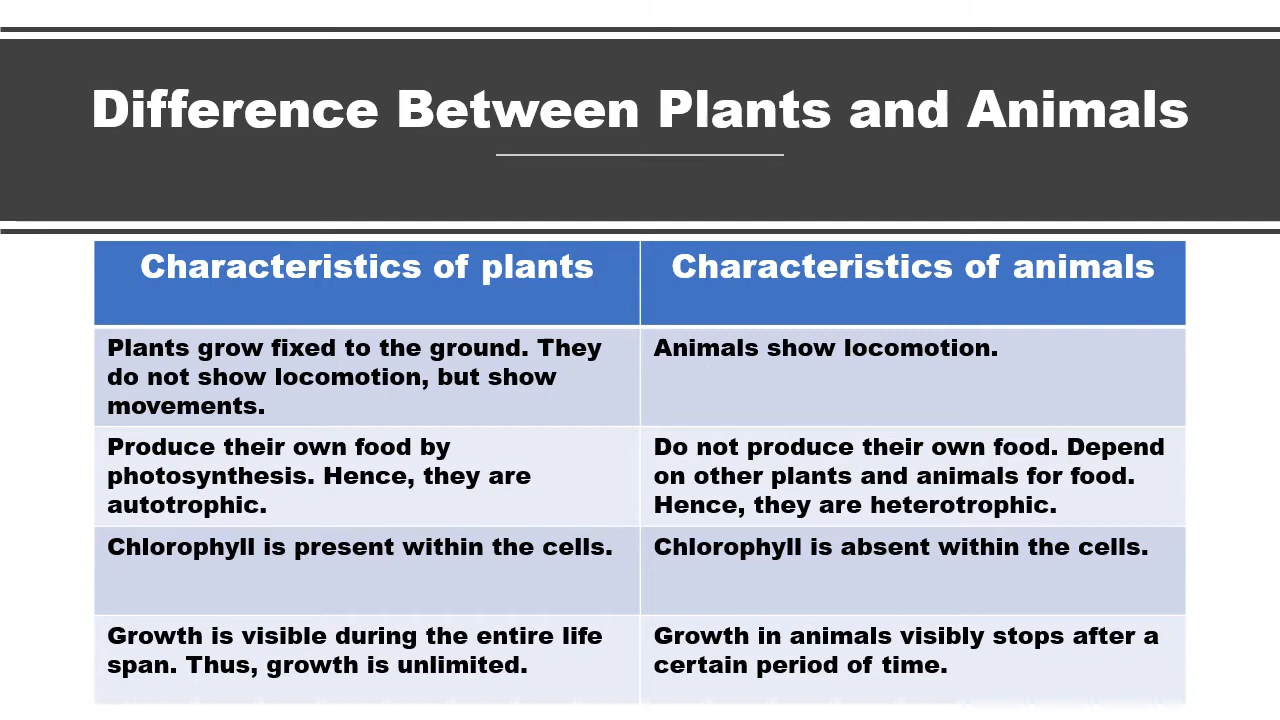 Difference Between Plants and Animals
Characteristics of plants
Characteristics of animals
Plants grow fixed to the ground. They
do not show locomotion, but show
movements.
Animals show locomotion.
Produce their own food by
photosynthesis. Hence, they are
autotrophic.
Do not produce their own food. Depend
on other plants and animals for food.
Hence, they are heterotrophic.
Chlorophyll is present within the cells.
Chlorophyll is absent within the cells.
Growth is visible during the entire life
span. Thus, growth is unlimited.
Growth in animals visibly stops after a
certain period of time.